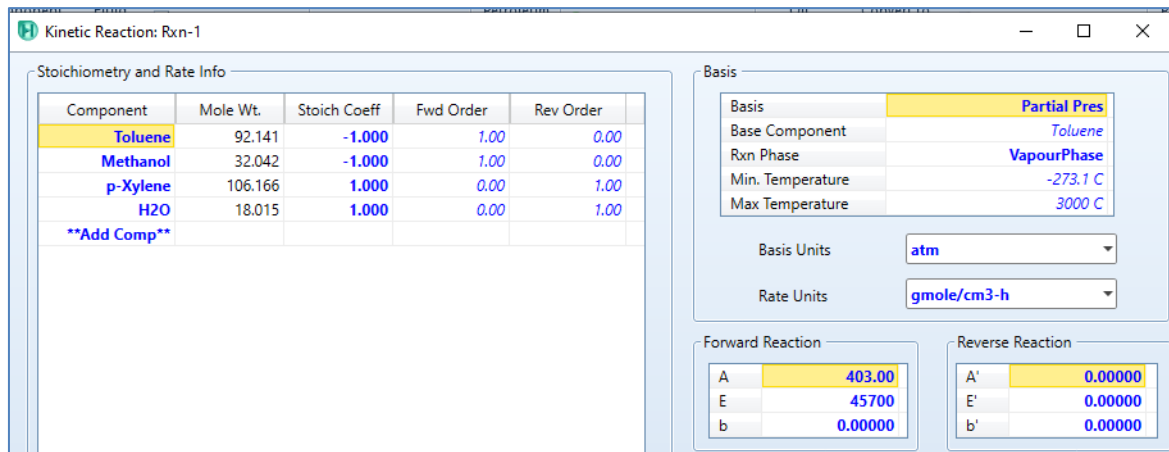 Kinetic Reaction: Rxn-1
Stoichiometry and Rate Info
Component Mole Wt. Stoich Coeff Fwd Order Rev Order
Toluene 92.141 -1.000 1.00 0.00
Methanol 32.042 -1.000 1.00 0.00
p-Xylene 106.166 1.000 0.00 1.00
H2O 18.015 1.000 0.00 1.00
**Add Comp**
Basis
Basis Partial Pres
Base Component Toluene
Rxn Phase VapourPhase
Min. Temperature -273.1 C
Max Temperature 3000 C
Basis Units atm
Rate Units gmole/cm3-h
Forward Reaction
A 403.00
E 45700
b 0.00000
Reverse Reaction
A' 0.00000
E' 0.00000
b' 0.00000